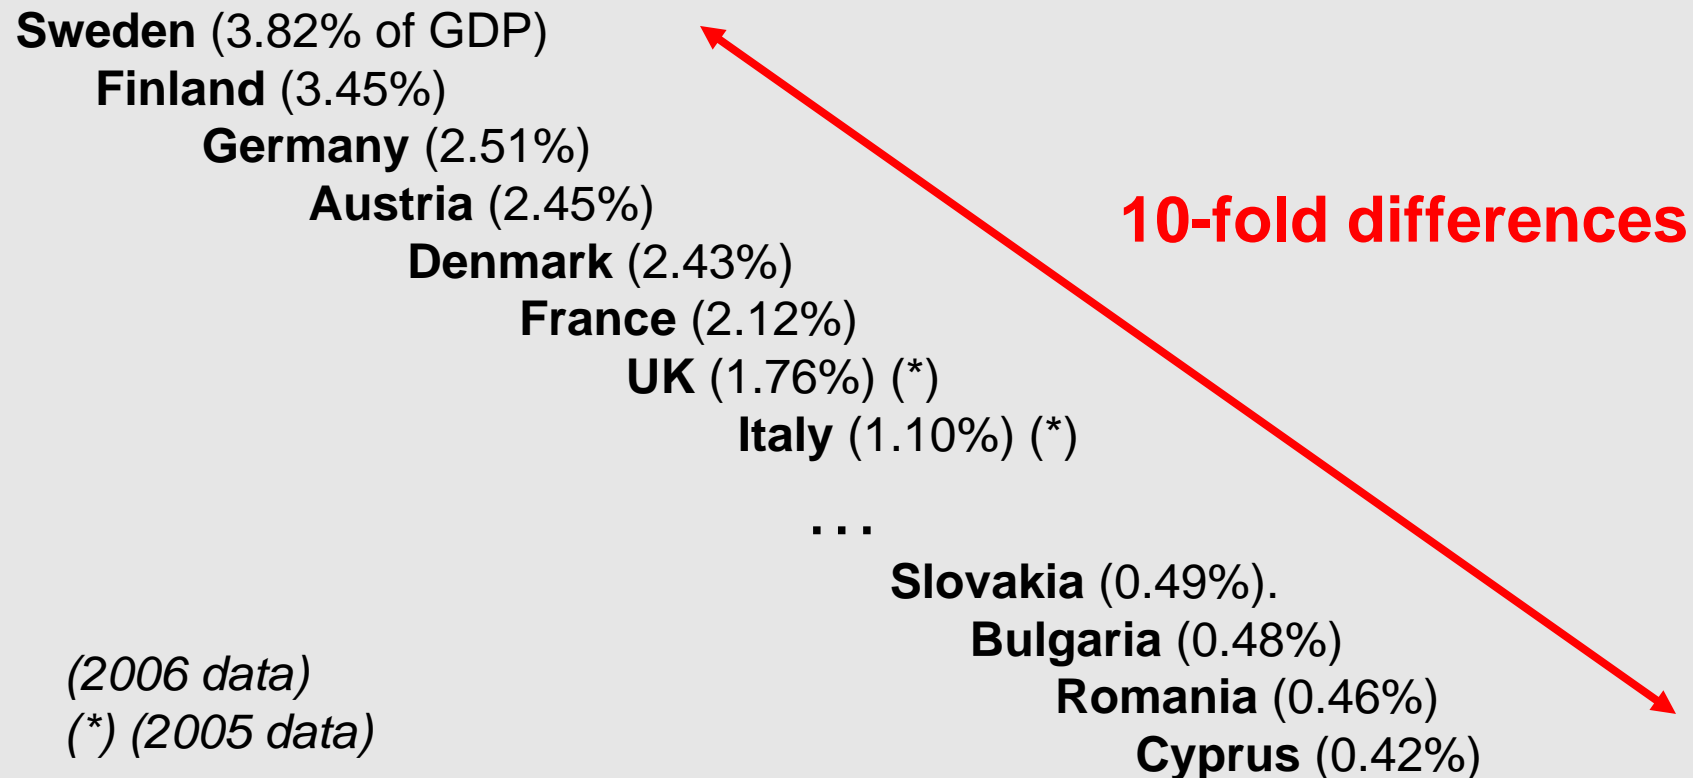 Sweden (3.82% of GDP)
Finland (3.45%)
Germany (2.51%)
Austria (2.45%)
10-fold differences
Denmark (2.43%)
France (2.12%)
UK (1.76%) (*)
Italy (1.10%) (*)
...
Slovakia (0.49%).
Bulgaria (0.48%)
Romania (0.46%)
Cyprus (0.42%)
(2006 data)
(*) (2005 data)